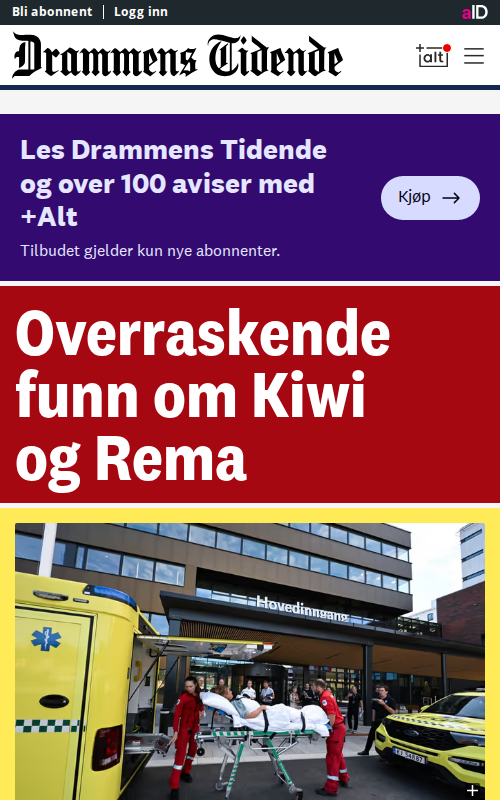 Bli abonnent | Logg inn
aID
Drammens Tidende
+alt
Les Drammens Tidende
og over 100 aviser med
+Alt
Kjøp →
Tilbudet gjelder kun nye abonnenter.
Overraskende
funn om Kiwi
og Rema
Hovedinngang